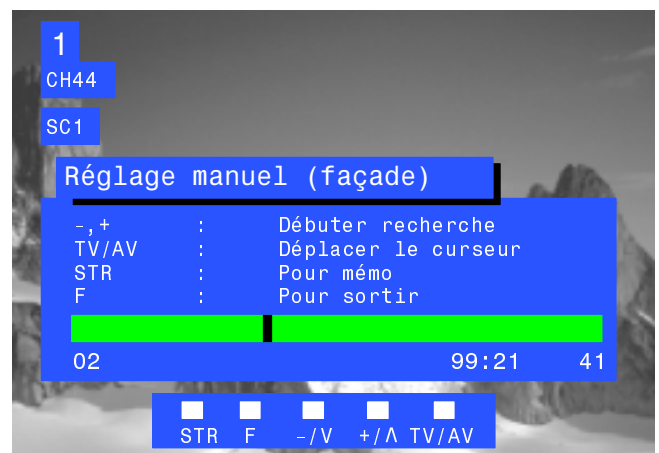 1
CH44
SC1
Réglage manuel (façade)
-,+ : Débuter recherche
TV/AV : Déplacer le curseur
STR : Pour mémo
F : Pour sortir
02 99:21 41
STR F -/V +/Λ TV/AV